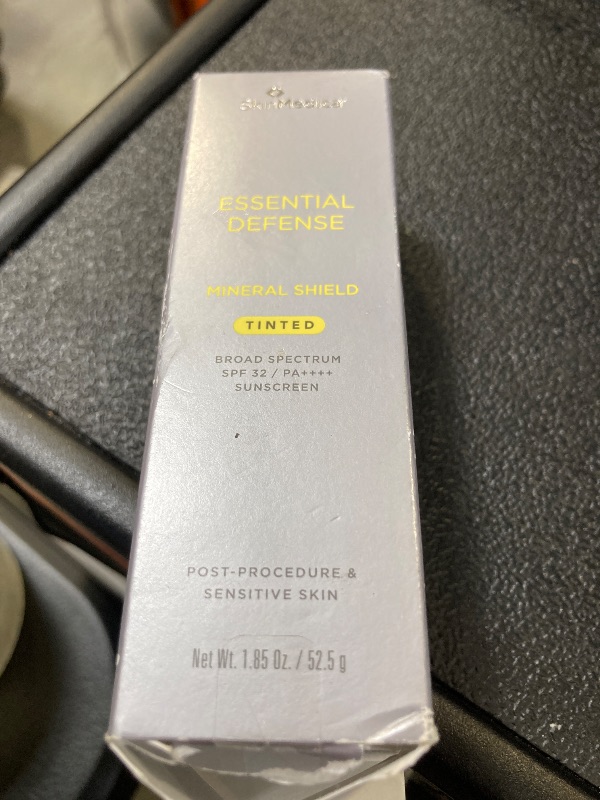 SkinMedica
ESSENTIAL
DEFENSE
MINERAL SHIELD
TINTED
BROAD SPECTRUM
SPF 32 / PA++++
SUNSCREEN
POST-PROCEDURE &
SENSITIVE SKIN
Net Wt. 1.85 Oz. / 52.5 g